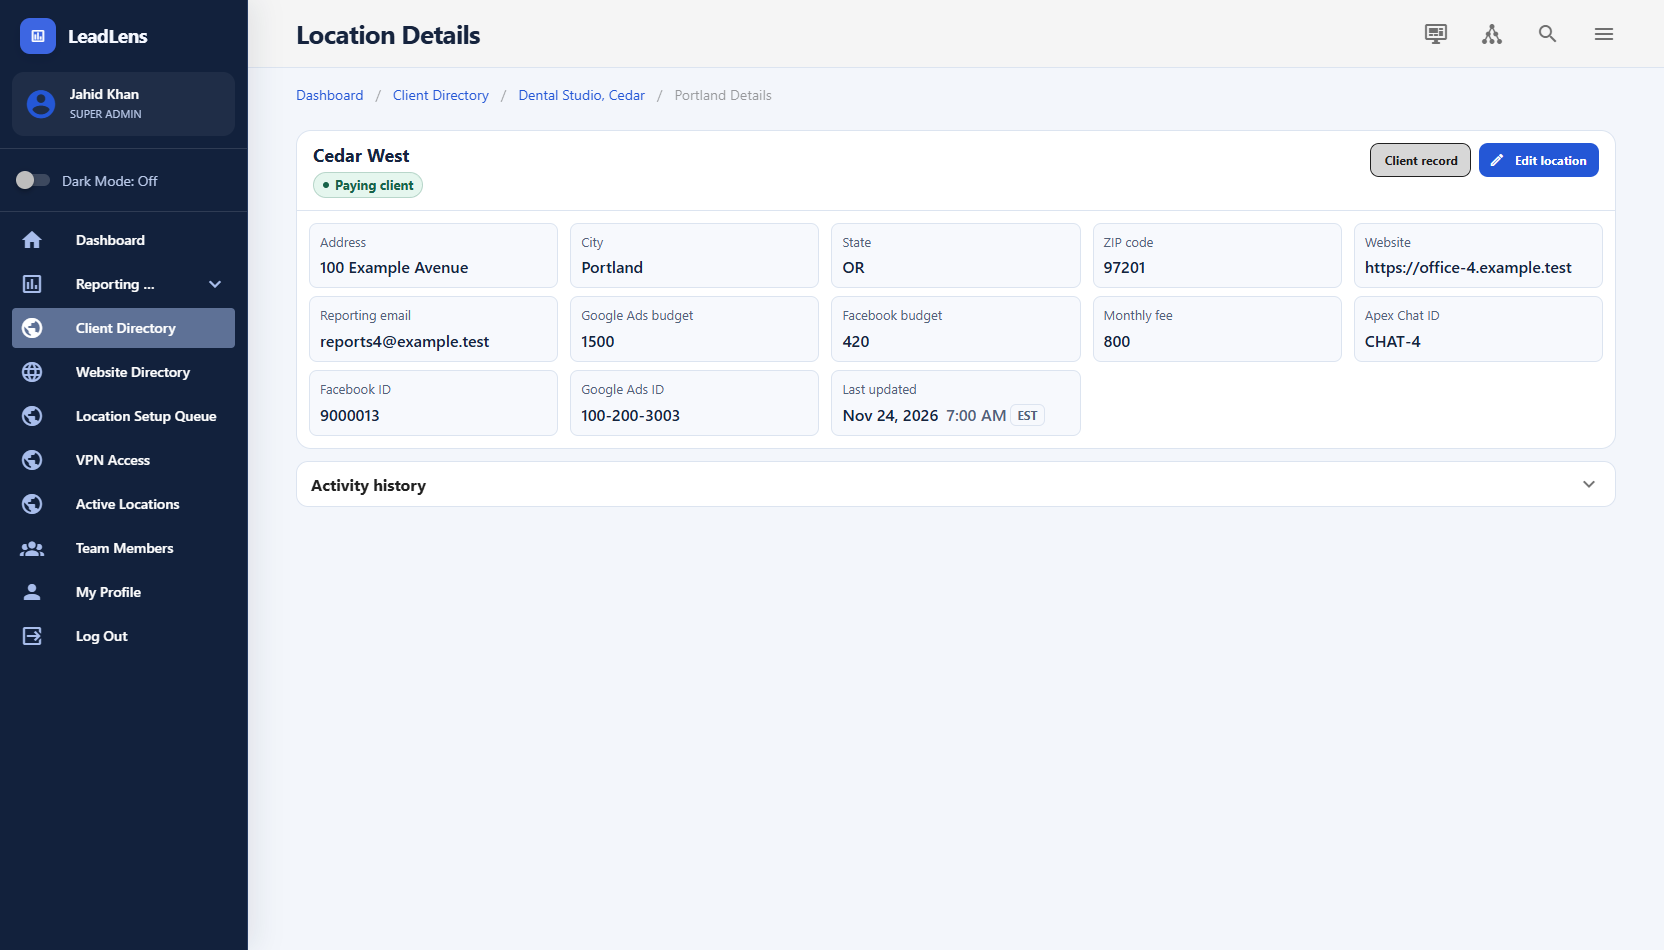 LeadLens
Jahid Khan
SUPER ADMIN
Dark Mode: Off
Dashboard
Reporting ...
Client Directory
Website Directory
Location Setup Queue
VPN Access
Active Locations
Team Members
My Profile
Log Out
Location Details
Dashboard / Client Directory / Dental Studio, Cedar / Portland Details
Cedar West
Paying client
Client record
Edit location
Address
100 Example Avenue
City
Portland
State
OR
ZIP code
97201
Website
https://office-4.example.test
Reporting email
reports4@example.test
Google Ads budget
1500
Facebook budget
420
Monthly fee
800
Apex Chat ID
CHAT-4
Facebook ID
9000013
Google Ads ID
100-200-3003
Last updated
Nov 24, 2026 7:00 AM EST
Activity history